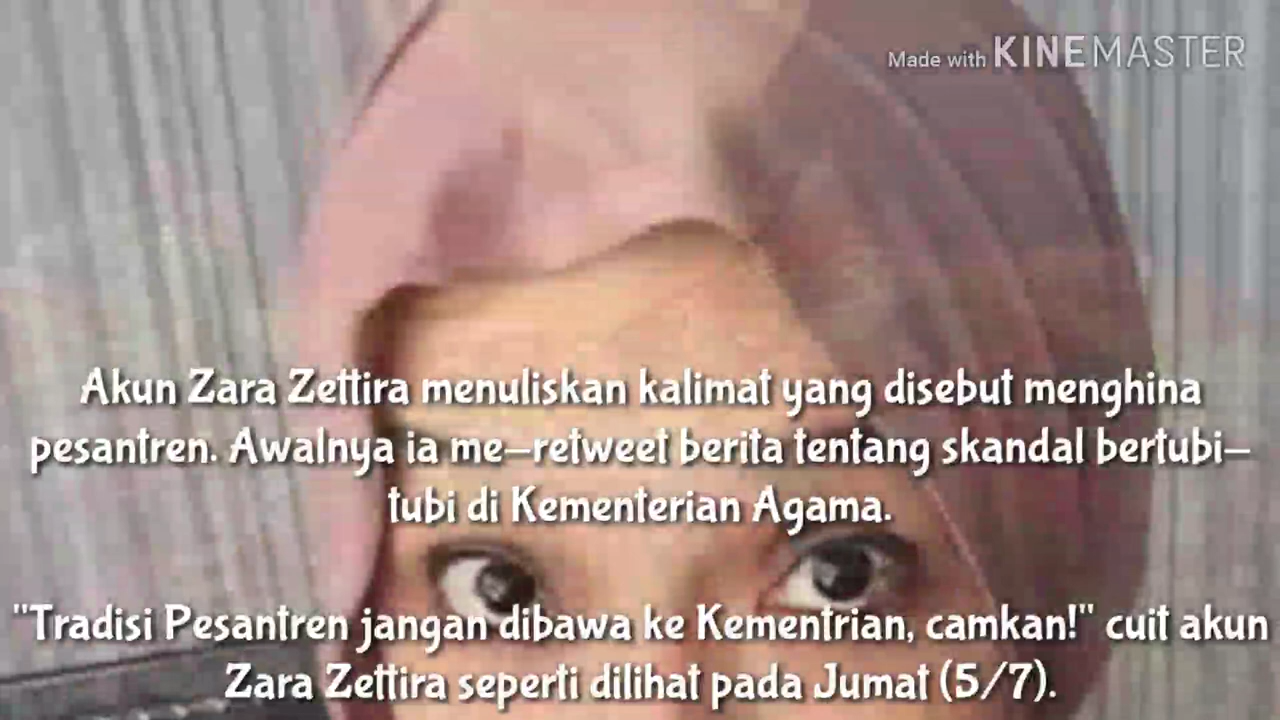 Made with KINEMASTER
Akun Zara Zettira menuliskan kalimat yang disebut menghina
pesantren. Awalnya ia me-retweet berita tentang skandal bertubi-
tubi di Kementerian Agama.
"Tradisi Pesantren jangan dibawa ke Kementrian, camkan!" cuit akun
Zara Zettira seperti dilihat pada Jumat (5/7).